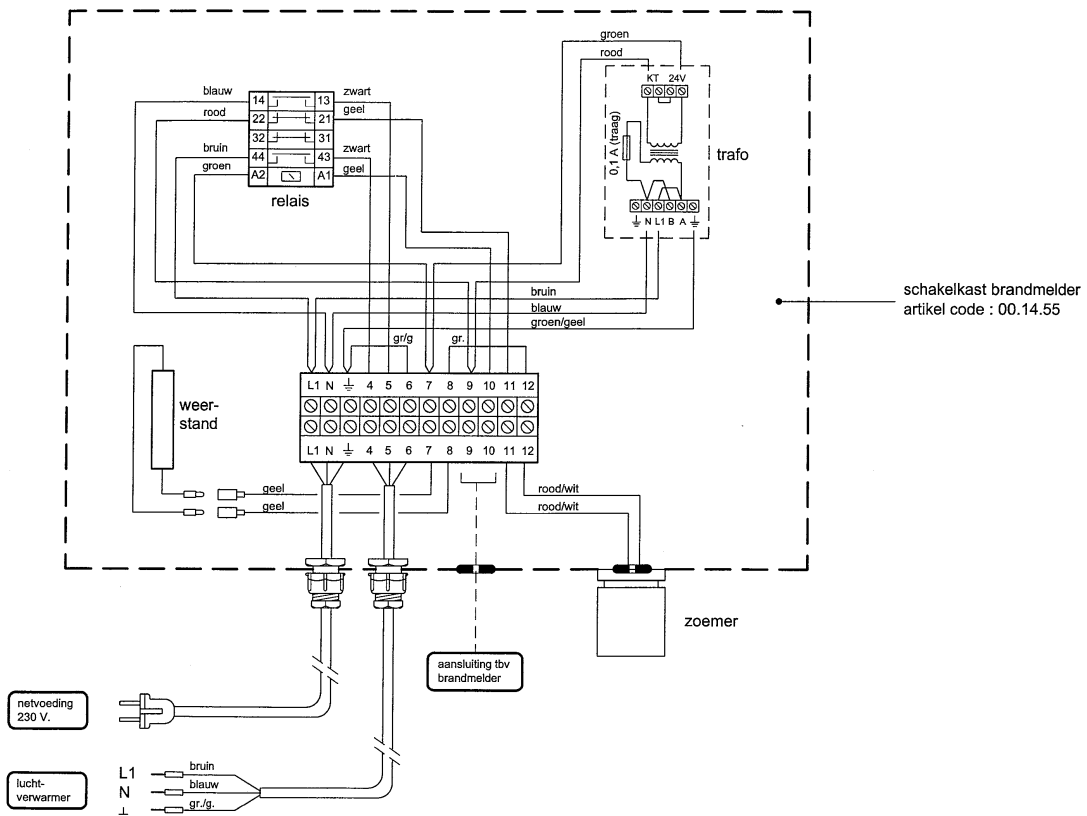 groen
rood
KT 24V
0,1 A (traag)
trafo
N L1 B A
blauw
14 13
zwart
rood
22 21
geel
32 31
bruin
44 43
zwart
groen
A2 A1
geel
relais
bruin
blauw
groen/geel
schakelkast brandmelder
artikel code : 00.14.55
gr/g
gr.
L1 N 4 5 6 7 8 9 10 11 12
weer-
stand
L1 N 4 5 6 7 8 9 10 11 12
geel
geel
rood/wit
rood/wit
zoemer
aansluiting tbv
brandmelder
netvoeding
230 V.
lucht-
verwarmer
L1
bruin
N
blauw
gr./g.